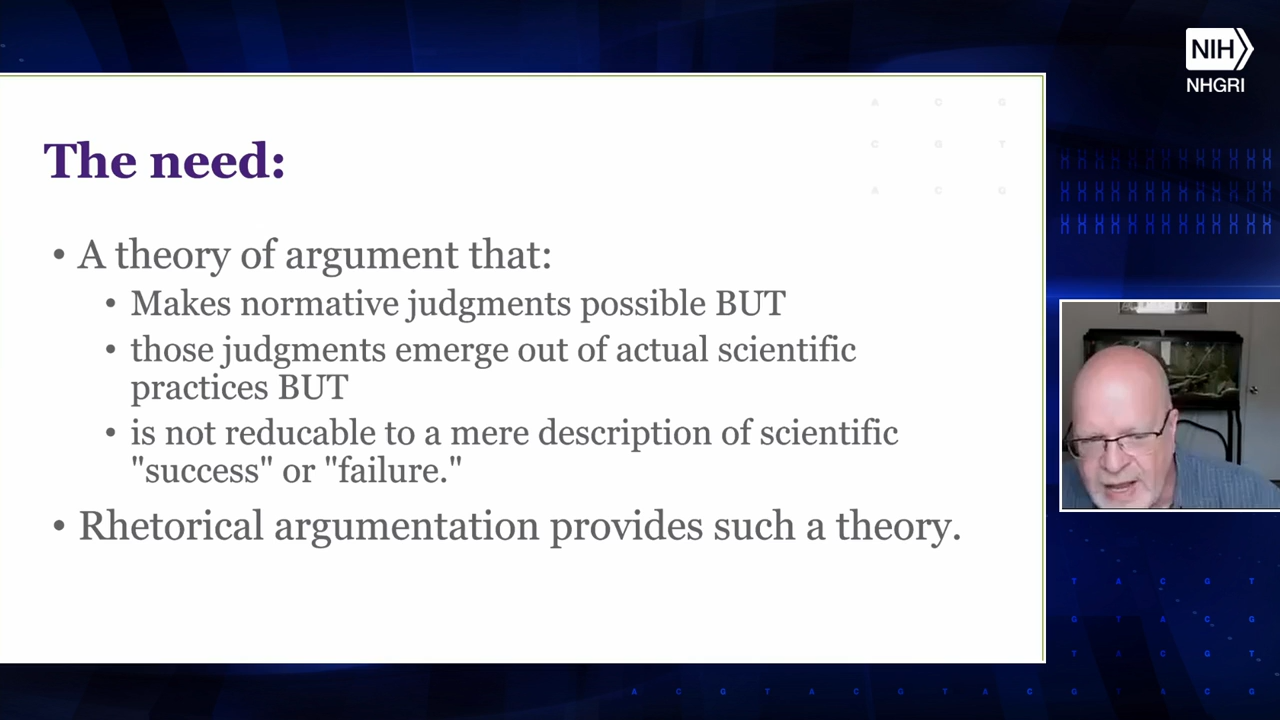 NIH
NHGRI
A C G
C G T
A C G
The need:
• A theory of argument that:
• Makes normative judgments possible BUT
• those judgments emerge out of actual scientific
practices BUT
• is not reducable to a mere description of scientific
"success" or "failure."
• Rhetorical argumentation provides such a theory.
T A C G T
G T A C G
T A C G T
A C G T A C G T A C G T A C G